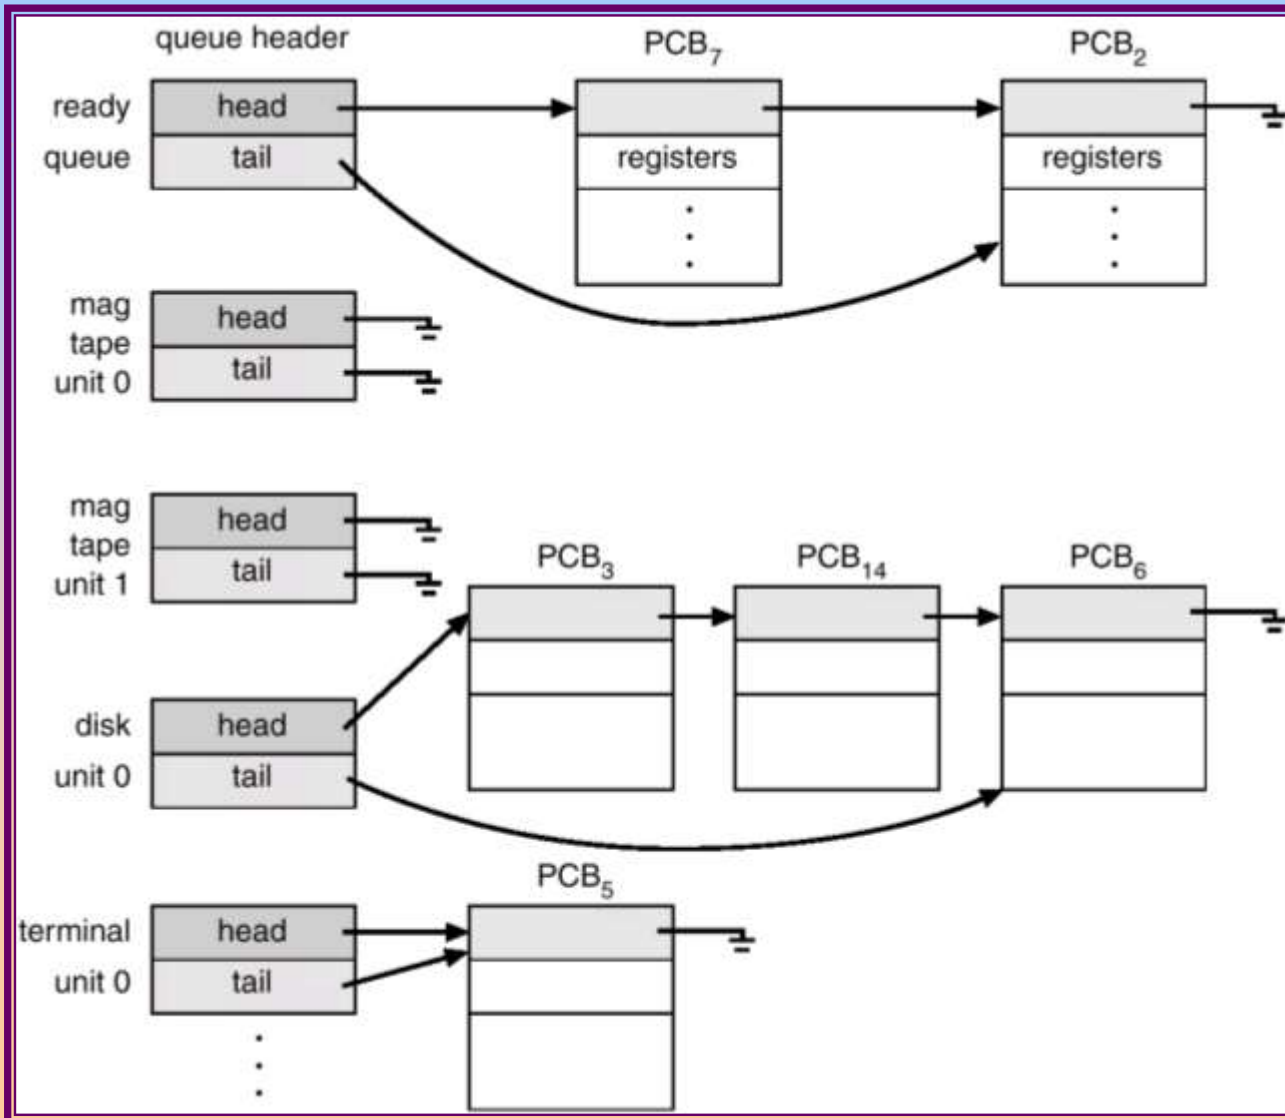 queue header
PCB7
PCB2
ready
head
queue
tail
registers
registers
mag
head
tape
tail
unit 0
mag
head
tape
tail
unit 1
PCB3
PCB14
PCB6
disk
head
unit 0
tail
PCB5
terminal
head
unit 0
tail